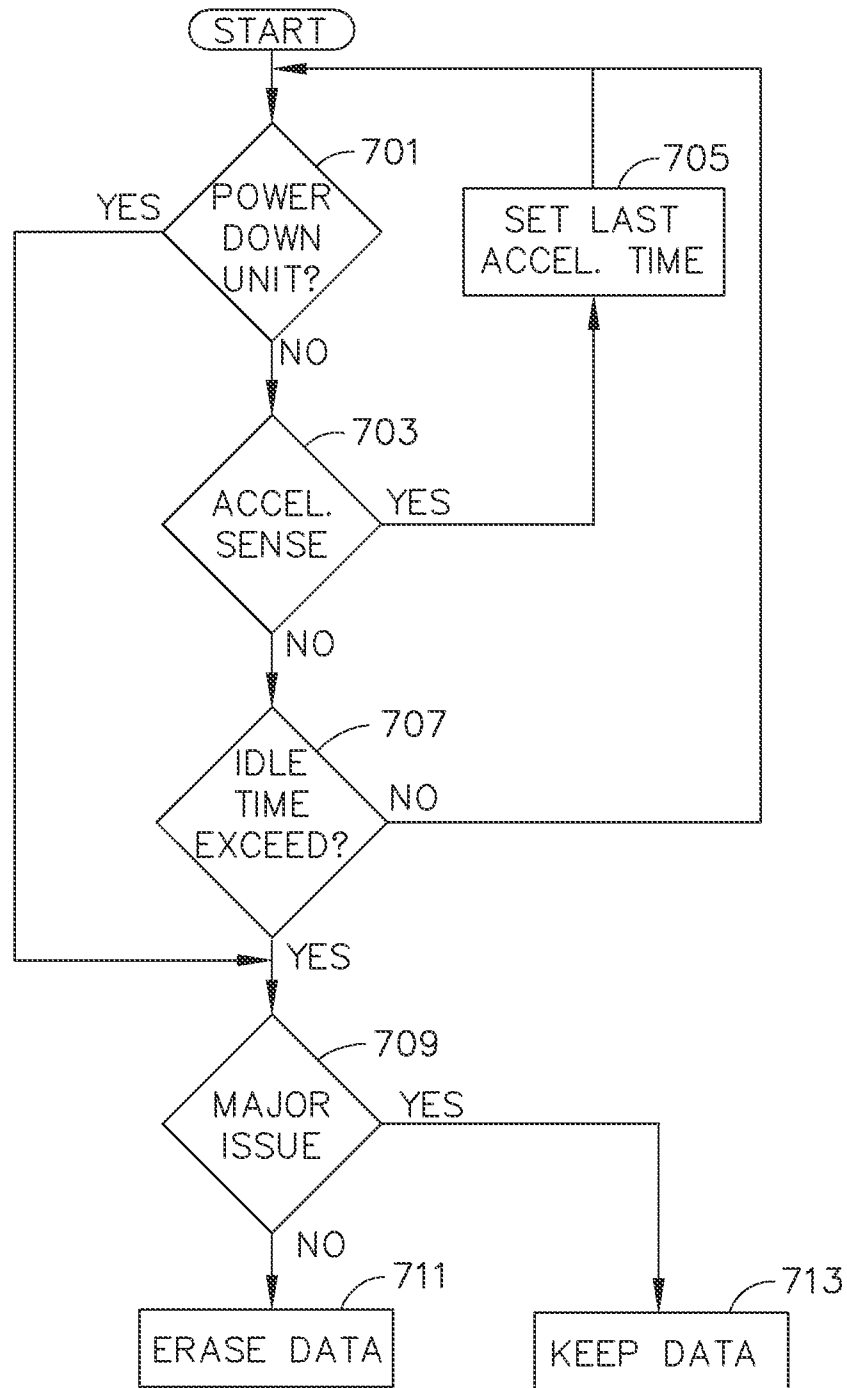 START
701
705
YES
POWER
DOWN
UNIT?
SET LAST
ACCEL. TIME
NO
703
ACCEL.
SENSE
YES
NO
707
IDLE
TIME
EXCEED?
NO
YES
709
MAJOR
ISSUE
YES
NO
711
713
ERASE DATA
KEEP DATA